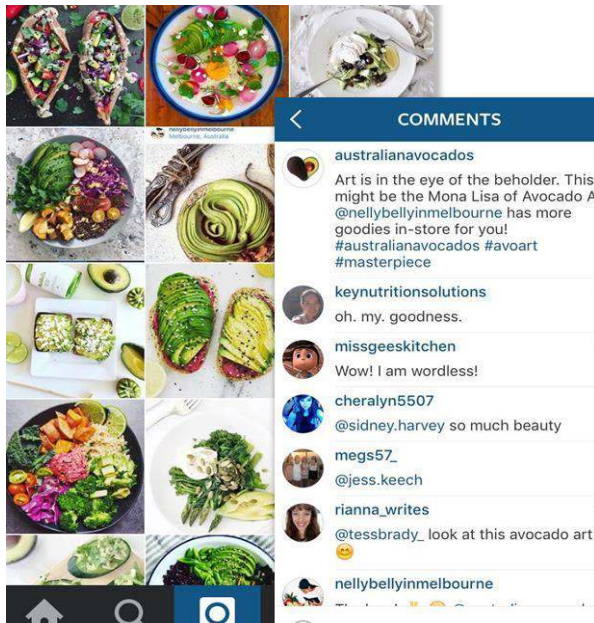 nellybellyinmelbourne
Melbourne, Australia
COMMENTS
australianavocados
Art is in the eye of the beholder. This
might be the Mona Lisa of Avocado A
@nellybellyinmelbourne has more
goodies in-store for you!
#australianavocados #avoart
#masterpiece
keynutritionsolutions
oh. my. goodness.
missgeeskitchen
Wow! I am wordless!
cheralyn5507
@sidney.harvey so much beauty
megs57_
@jess.keech
rianna_writes
@tessbrady_ look at this avocado art
😊
nellybellyinmelbourne